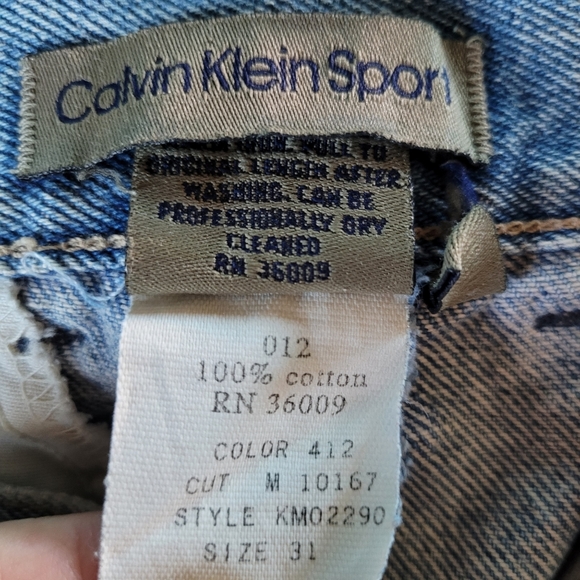 Calvin Klein Sport
IRON. PULL TO
ORIGINAL LENGTH AFTER
WASHING. CAN BE
PROFESSIONALLY DRY
CLEANED
RN 36009
012
100% cotton
RN 36009
COLOR 412
CUT M 10167
STYLE KM02290
SIZE 31